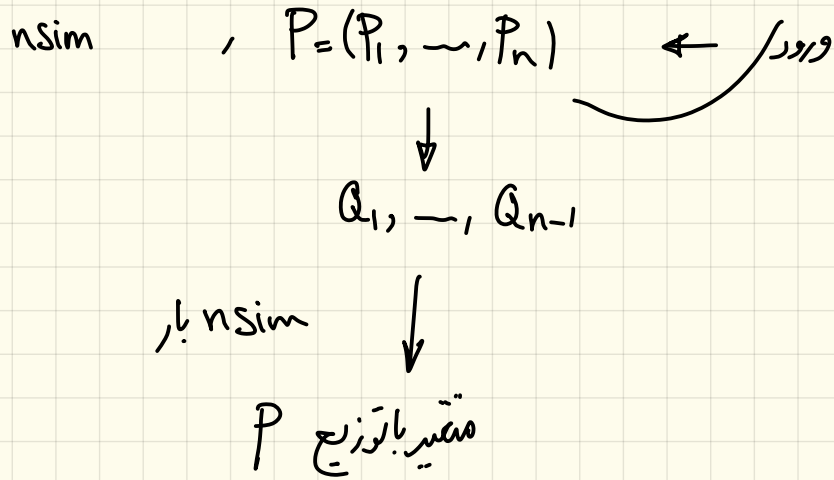 ورودی ← P=(P₁, —, Pₙ) , nsim
Q₁, —, Qₙ₋₁
nsim بار
متغیر با توزیع P